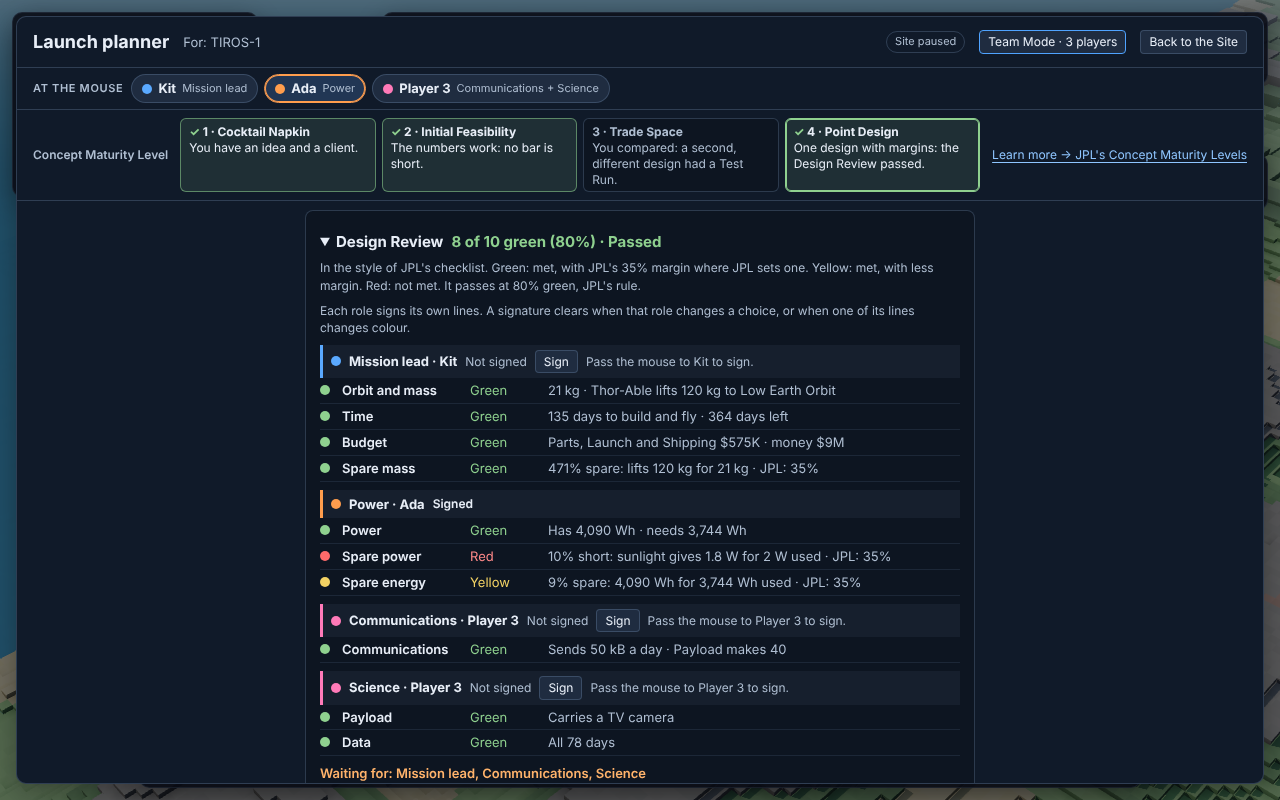 Launch planner For: TIROS-1 Site paused Team Mode · 3 players Back to the Site
AT THE MOUSE Kit Mission lead Ada Power Player 3 Communications + Science
Concept Maturity Level
✓ 1 · Cocktail Napkin
You have an idea and a client.
✓ 2 · Initial Feasibility
The numbers work: no bar is
short.
3 · Trade Space
You compared: a second,
different design had a Test
Run.
✓ 4 · Point Design
One design with margins: the
Design Review passed.
Learn more → JPL's Concept Maturity Levels
▼ Design Review 8 of 10 green (80%) · Passed
In the style of JPL's checklist. Green: met, with JPL's 35% margin where JPL sets one. Yellow: met, with less
margin. Red: not met. It passes at 80% green, JPL's rule.
Each role signs its own lines. A signature clears when that role changes a choice, or when one of its lines
changes colour.
Mission lead · Kit Not signed Sign Pass the mouse to Kit to sign.
Orbit and mass Green 21 kg · Thor-Able lifts 120 kg to Low Earth Orbit
Time Green 135 days to build and fly · 364 days left
Budget Green Parts, Launch and Shipping $575K · money $9M
Spare mass Green 471% spare: lifts 120 kg for 21 kg · JPL: 35%
Power · Ada Signed
Power Green Has 4,090 Wh · needs 3,744 Wh
Spare power Red 10% short: sunlight gives 1.8 W for 2 W used · JPL: 35%
Spare energy Yellow 9% spare: 4,090 Wh for 3,744 Wh used · JPL: 35%
Communications · Player 3 Not signed Sign Pass the mouse to Player 3 to sign.
Communications Green Sends 50 kB a day · Payload makes 40
Science · Player 3 Not signed Sign Pass the mouse to Player 3 to sign.
Payload Green Carries a TV camera
Data Green All 78 days
Waiting for: Mission lead, Communications, Science